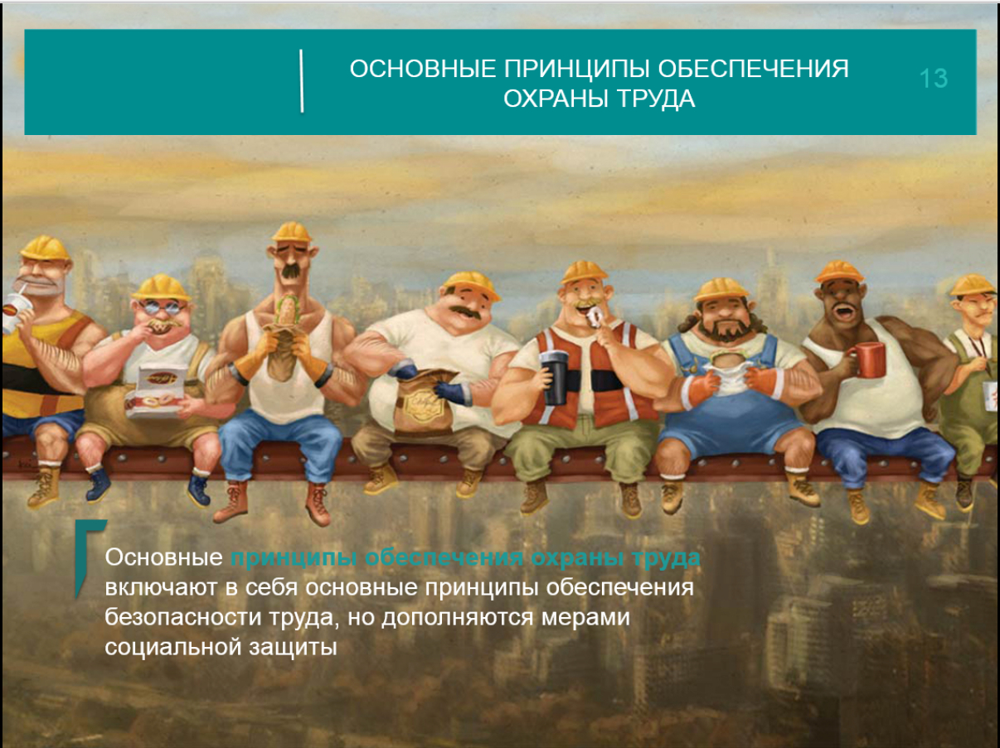 ОСНОВНЫЕ ПРИНЦИПЫ ОБЕСПЕЧЕНИЯ
ОХРАНЫ ТРУДА
13
Основные принципы обеспечения охраны труда
включают в себя основные принципы обеспечения
безопасности труда, но дополняются мерами
социальной защиты